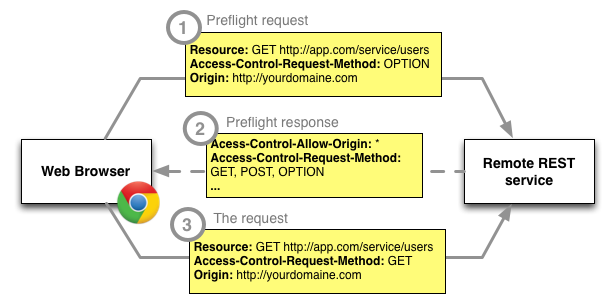 1
Preflight request
Resource: GET http://app.com/service/users
Access-Control-Request-Method: OPTION
Origin: http://yourdomaine.com
Preflight response
2
Acess-Control-Allow-Origin: *
Access-Control-Request-Method:
GET, POST, OPTION
...
Web Browser
Remote REST
service
3
The request
Resource: GET http://app.com/service/users
Access-Control-Request-Method: GET
Origin: http://yourdomaine.com